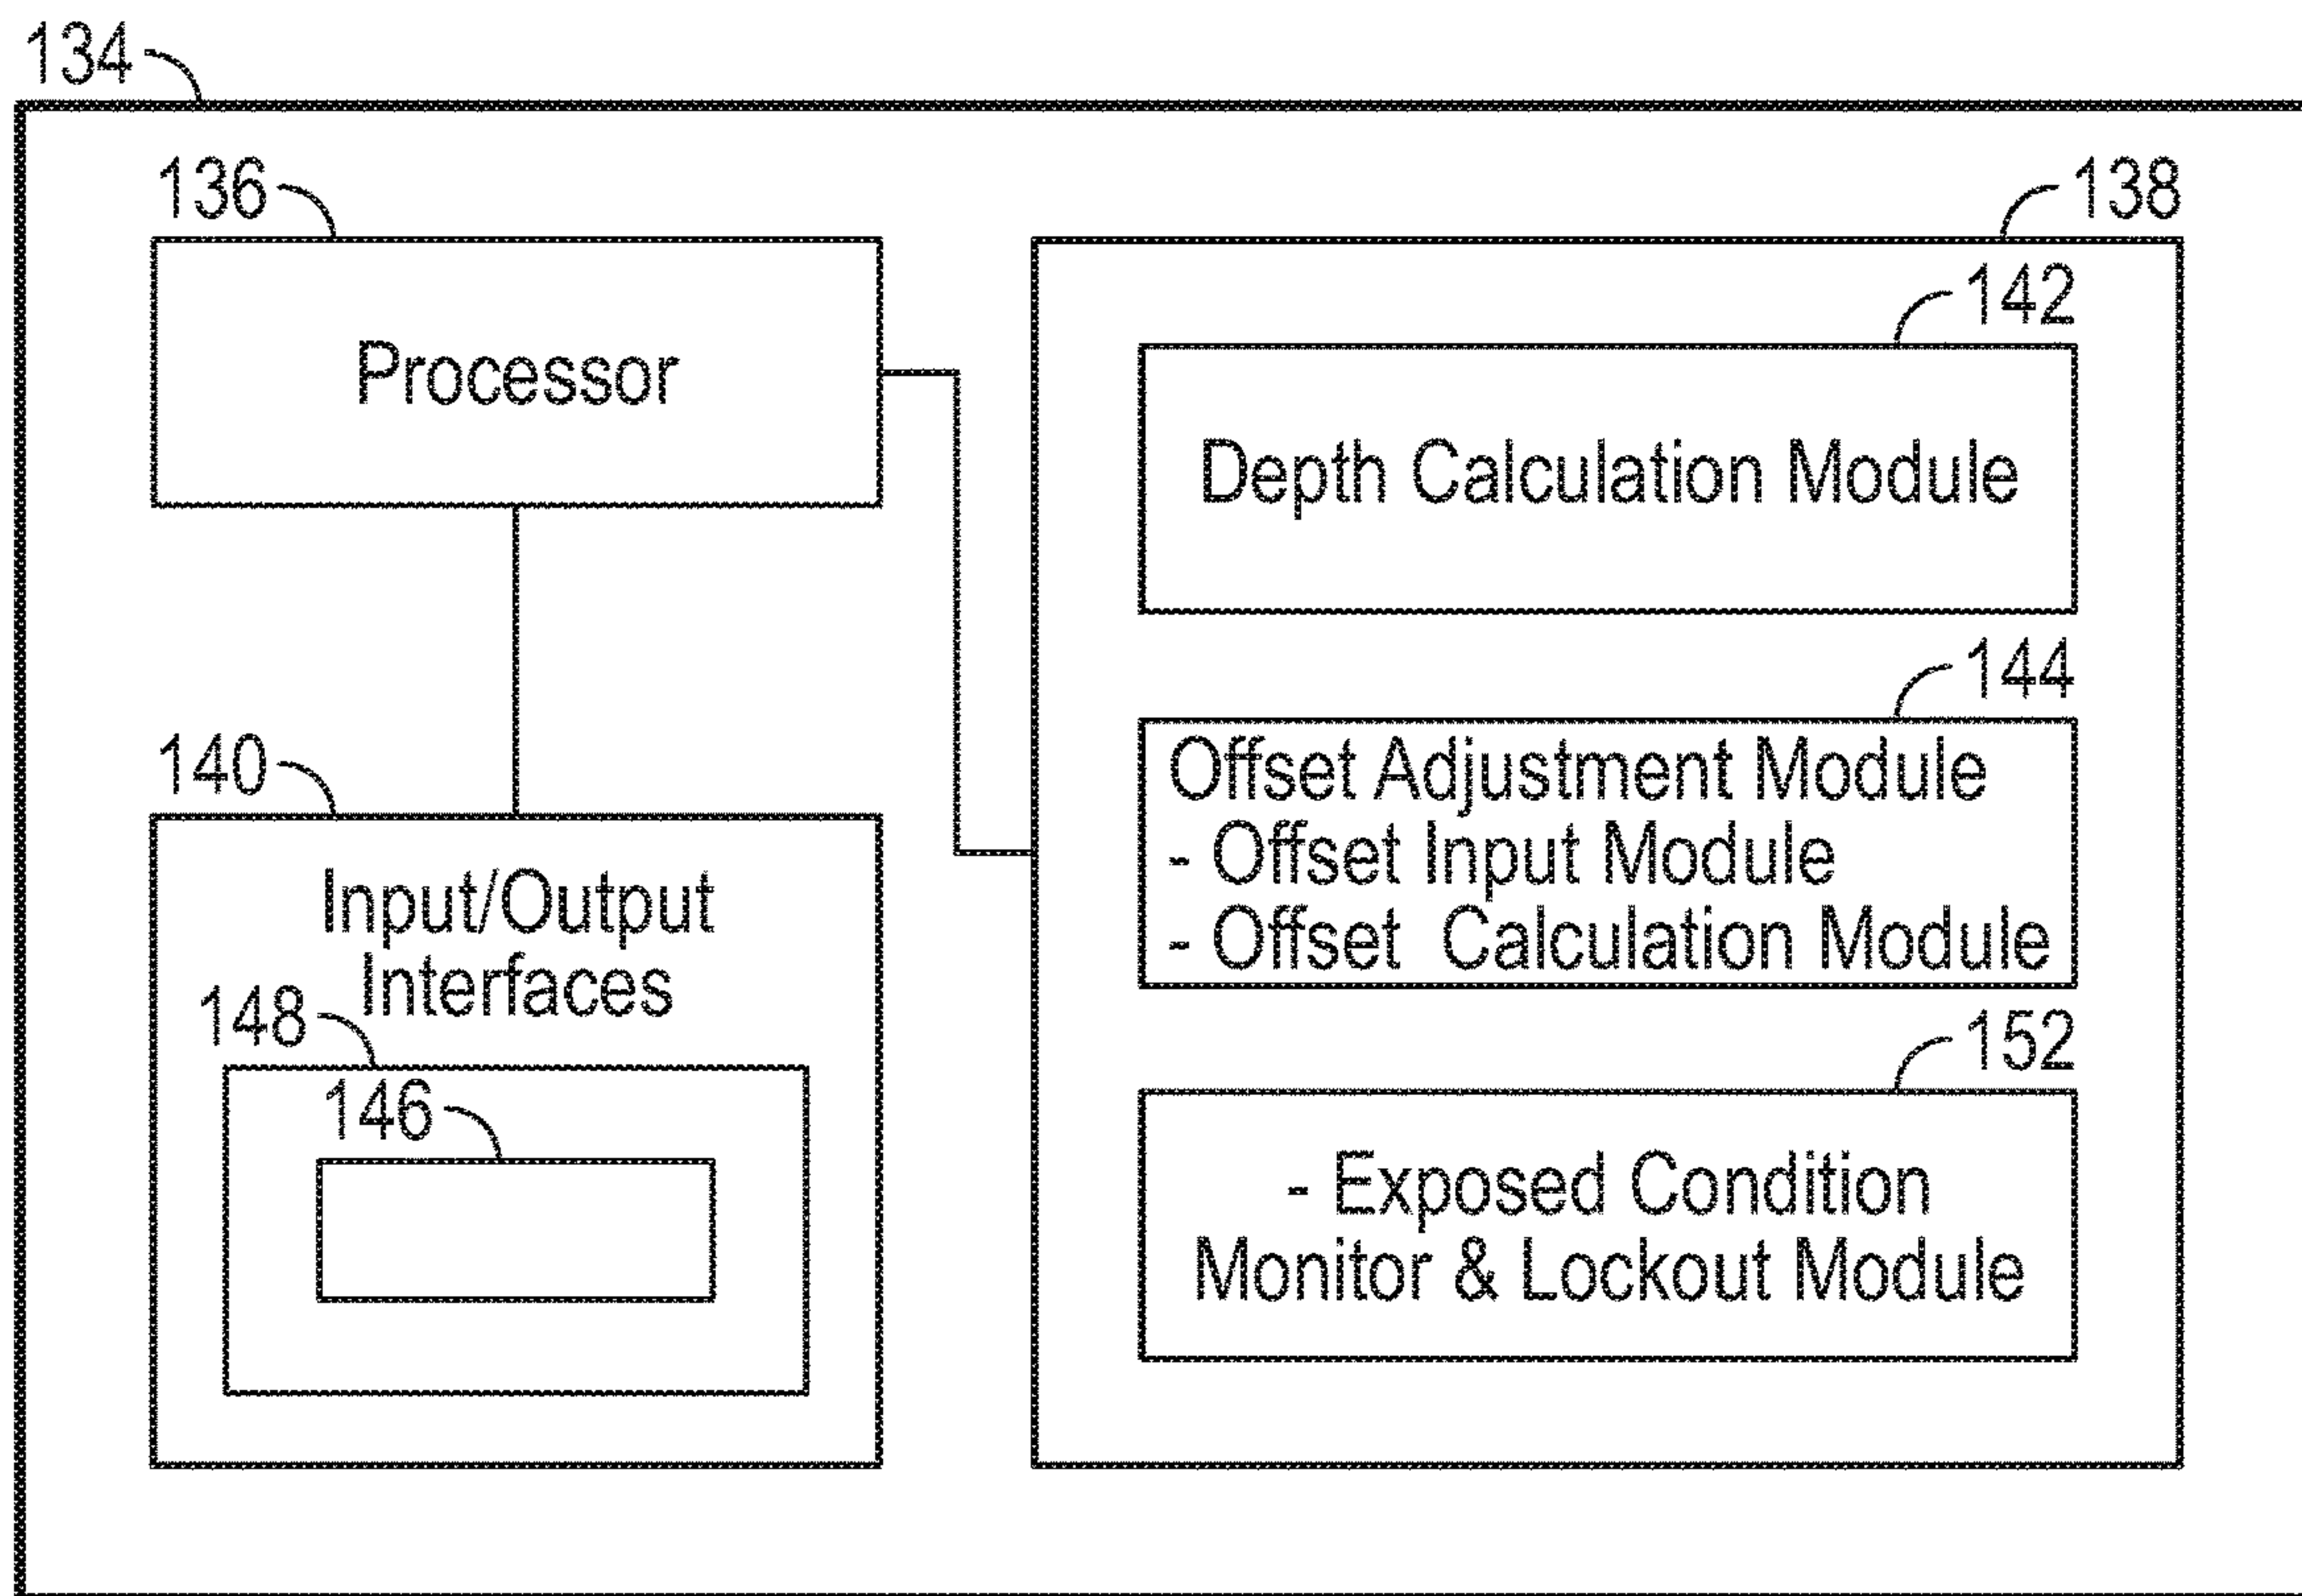 134
136
Processor
138
142
Depth Calculation Module
144
Offset Adjustment Module
- Offset Input Module
- Offset Calculation Module
140
Input/Output
Interfaces
148
146
152
- Exposed Condition
Monitor & Lockout Module